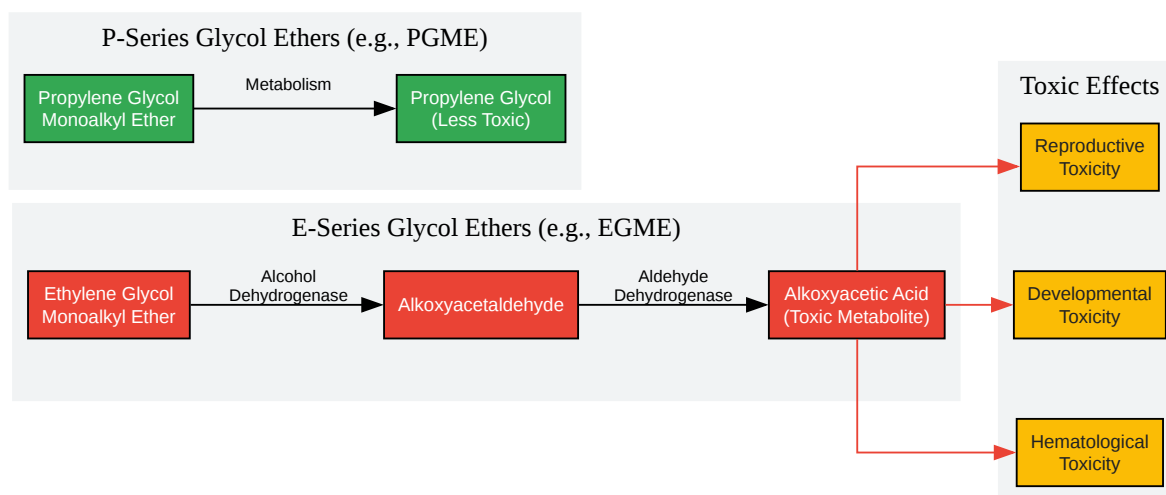 P-Series Glycol Ethers (e.g., PGME)
Propylene Glycol
Monoalkyl Ether
Metabolism
Propylene Glycol
(Less Toxic)
E-Series Glycol Ethers (e.g., EGME)
Ethylene Glycol
Monoalkyl Ether
Alcohol
Dehydrogenase
Alkoxyacetaldehyde
Aldehyde
Dehydrogenase
Alkoxyacetic Acid
(Toxic Metabolite)
Toxic Effects
Reproductive
Toxicity
Developmental
Toxicity
Hematological
Toxicity